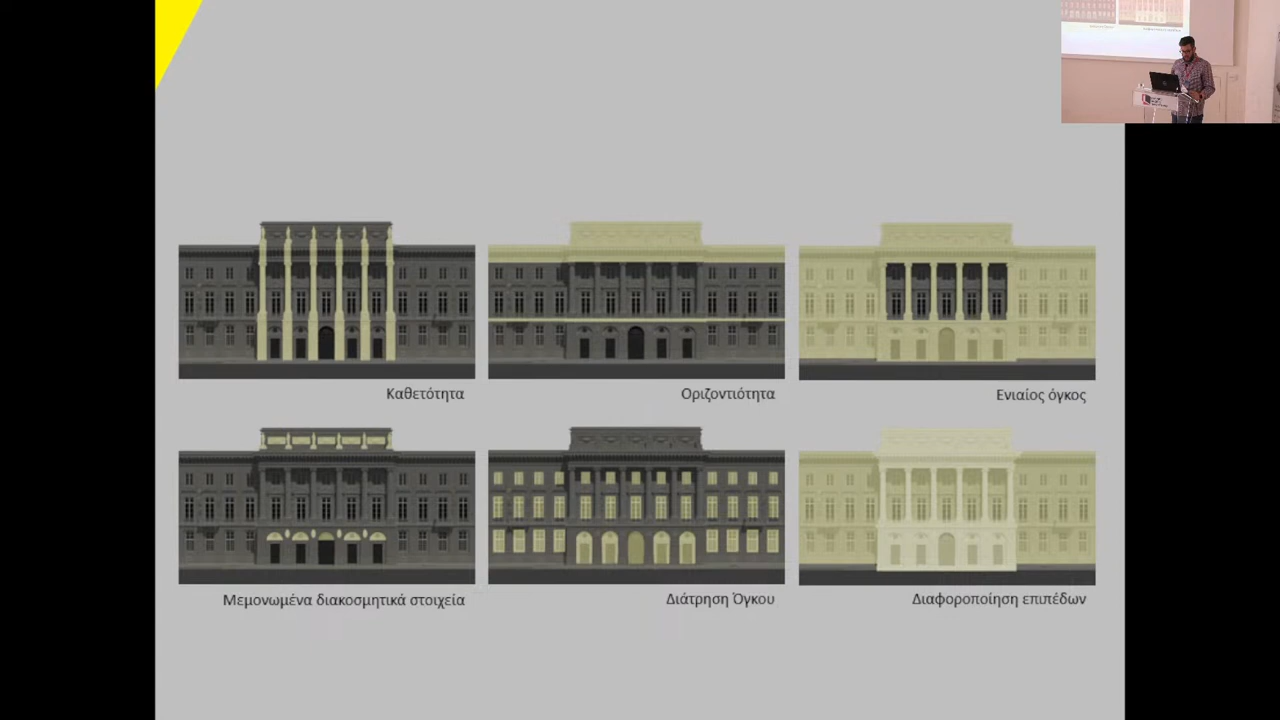 Καθετότητα
Οριζοντιότητα
Ενιαίος όγκος
Μεμονωμένα διακοσμητικά στοιχεία
Διάτρηση Όγκου
Διαφοροποίηση επιπέδων